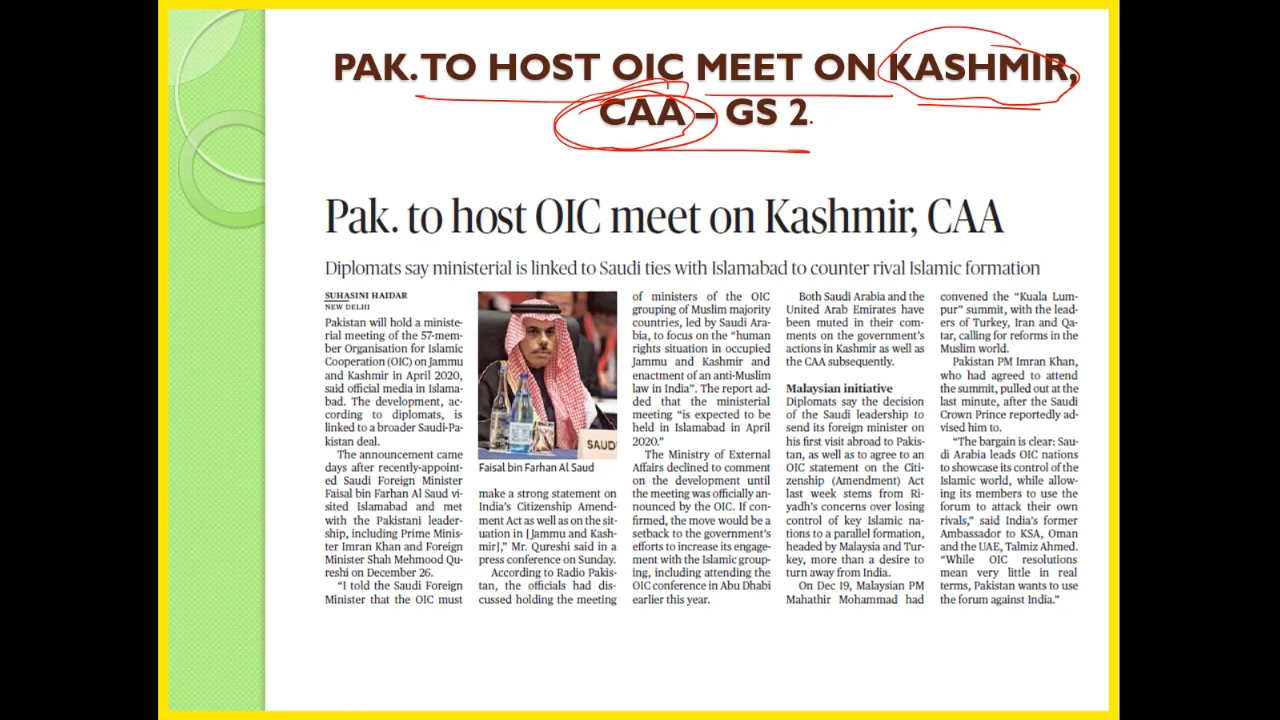 PAK. TO HOST OIC MEET ON KASHMIR,
CAA – GS 2.
Pak. to host OIC meet on Kashmir, CAA
Diplomats say ministerial is linked to Saudi ties with Islamabad to counter rival Islamic formation
SUHASINI HAIDAR
NEW DELHI
Pakistan will hold a ministe-
rial meeting of the 57-mem-
ber Organisation for Islamic
Cooperation (OIC) on Jammu
and Kashmir in April 2020,
said official media in Islama-
bad. The development, ac-
cording to diplomats, is
linked to a broader Saudi-Pa-
kistan deal.
The announcement came
days after recently-appoint-
ed Saudi Foreign Minister
Faisal bin Farhan Al Saud vi-
sited Islamabad and met
with the Pakistani leader-
ship, including Prime Minis-
ter Imran Khan and Foreign
Minister Shah Mehmood Qu-
reshi on December 26.
"I told the Saudi Foreign
Minister that the OIC must
SAUD
Faisal bin Farhan Al Saud
make a strong statement on
India's Citizenship Amend-
ment Act as well as on the sit-
uation in [Jammu and Kash-
mir]," Mr. Qureshi said in a
press conference on Sunday.
According to Radio Pakis-
tan, the officials had dis-
cussed holding the meeting
of ministers of the OIC
grouping of Muslim majority
countries, led by Saudi Ara-
bia, to focus on the "human
rights situation in occupied
Jammu and Kashmir and
enactment of an anti-Muslim
law in India". The report ad-
ded that the ministerial
meeting "is expected to be
held in Islamabad in April
2020."
The Ministry of External
Affairs declined to comment
on the development until
the meeting was officially an-
nounced by the OIC. If con-
firmed, the move would be a
setback to the government's
efforts to increase its engage-
ment with the Islamic group-
ing, including attending the
OIC conference in Abu Dhabi
earlier this year.
Both Saudi Arabia and the
United Arab Emirates have
been muted in their com-
ments on the government's
actions in Kashmir as well as
the CAA subsequently.
Malaysian initiative
Diplomats say the decision
of the Saudi leadership to
send its foreign minister on
his first visit abroad to Pakis-
tan, as well as to agree to an
OIC statement on the Citi-
zenship (Amendment) Act
last week stems from Ri-
yadh's concerns over losing
control of key Islamic na-
tions to a parallel formation,
headed by Malaysia and Tur-
key, more than a desire to
turn away from India.
On Dec 19, Malaysian PM
Mahathir Mohammad had
convened the "Kuala Lum-
pur" summit, with the lead-
ers of Turkey, Iran and Qa-
tar, calling for reforms in the
Muslim world.
Pakistan PM Imran Khan,
who had agreed to attend
the summit, pulled out at the
last minute, after the Saudi
Crown Prince reportedly ad-
vised him to.
"The bargain is clear: Sau-
di Arabia leads OIC nations
to showcase its control of the
Islamic world, while allow-
ing its members to use the
forum to attack their own
rivals," said India's former
Ambassador to KSA, Oman
and the UAE, Talmiz Ahmed.
"While OIC resolutions
mean very little in real
terms, Pakistan wants to use
the forum against India."